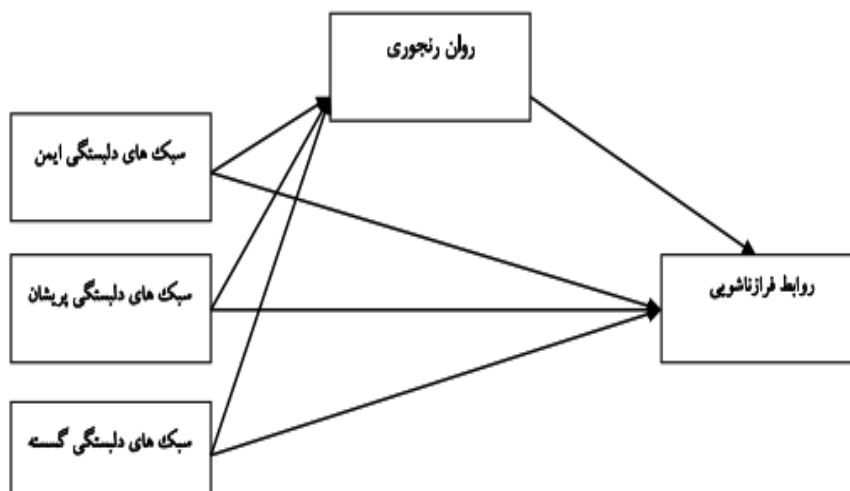 روان رنجوری
سبک های دلبستگی ایمن
سبک های دلبستگی پریشان
روابط فرازناشویی
سبک های دلبستگی گسسته